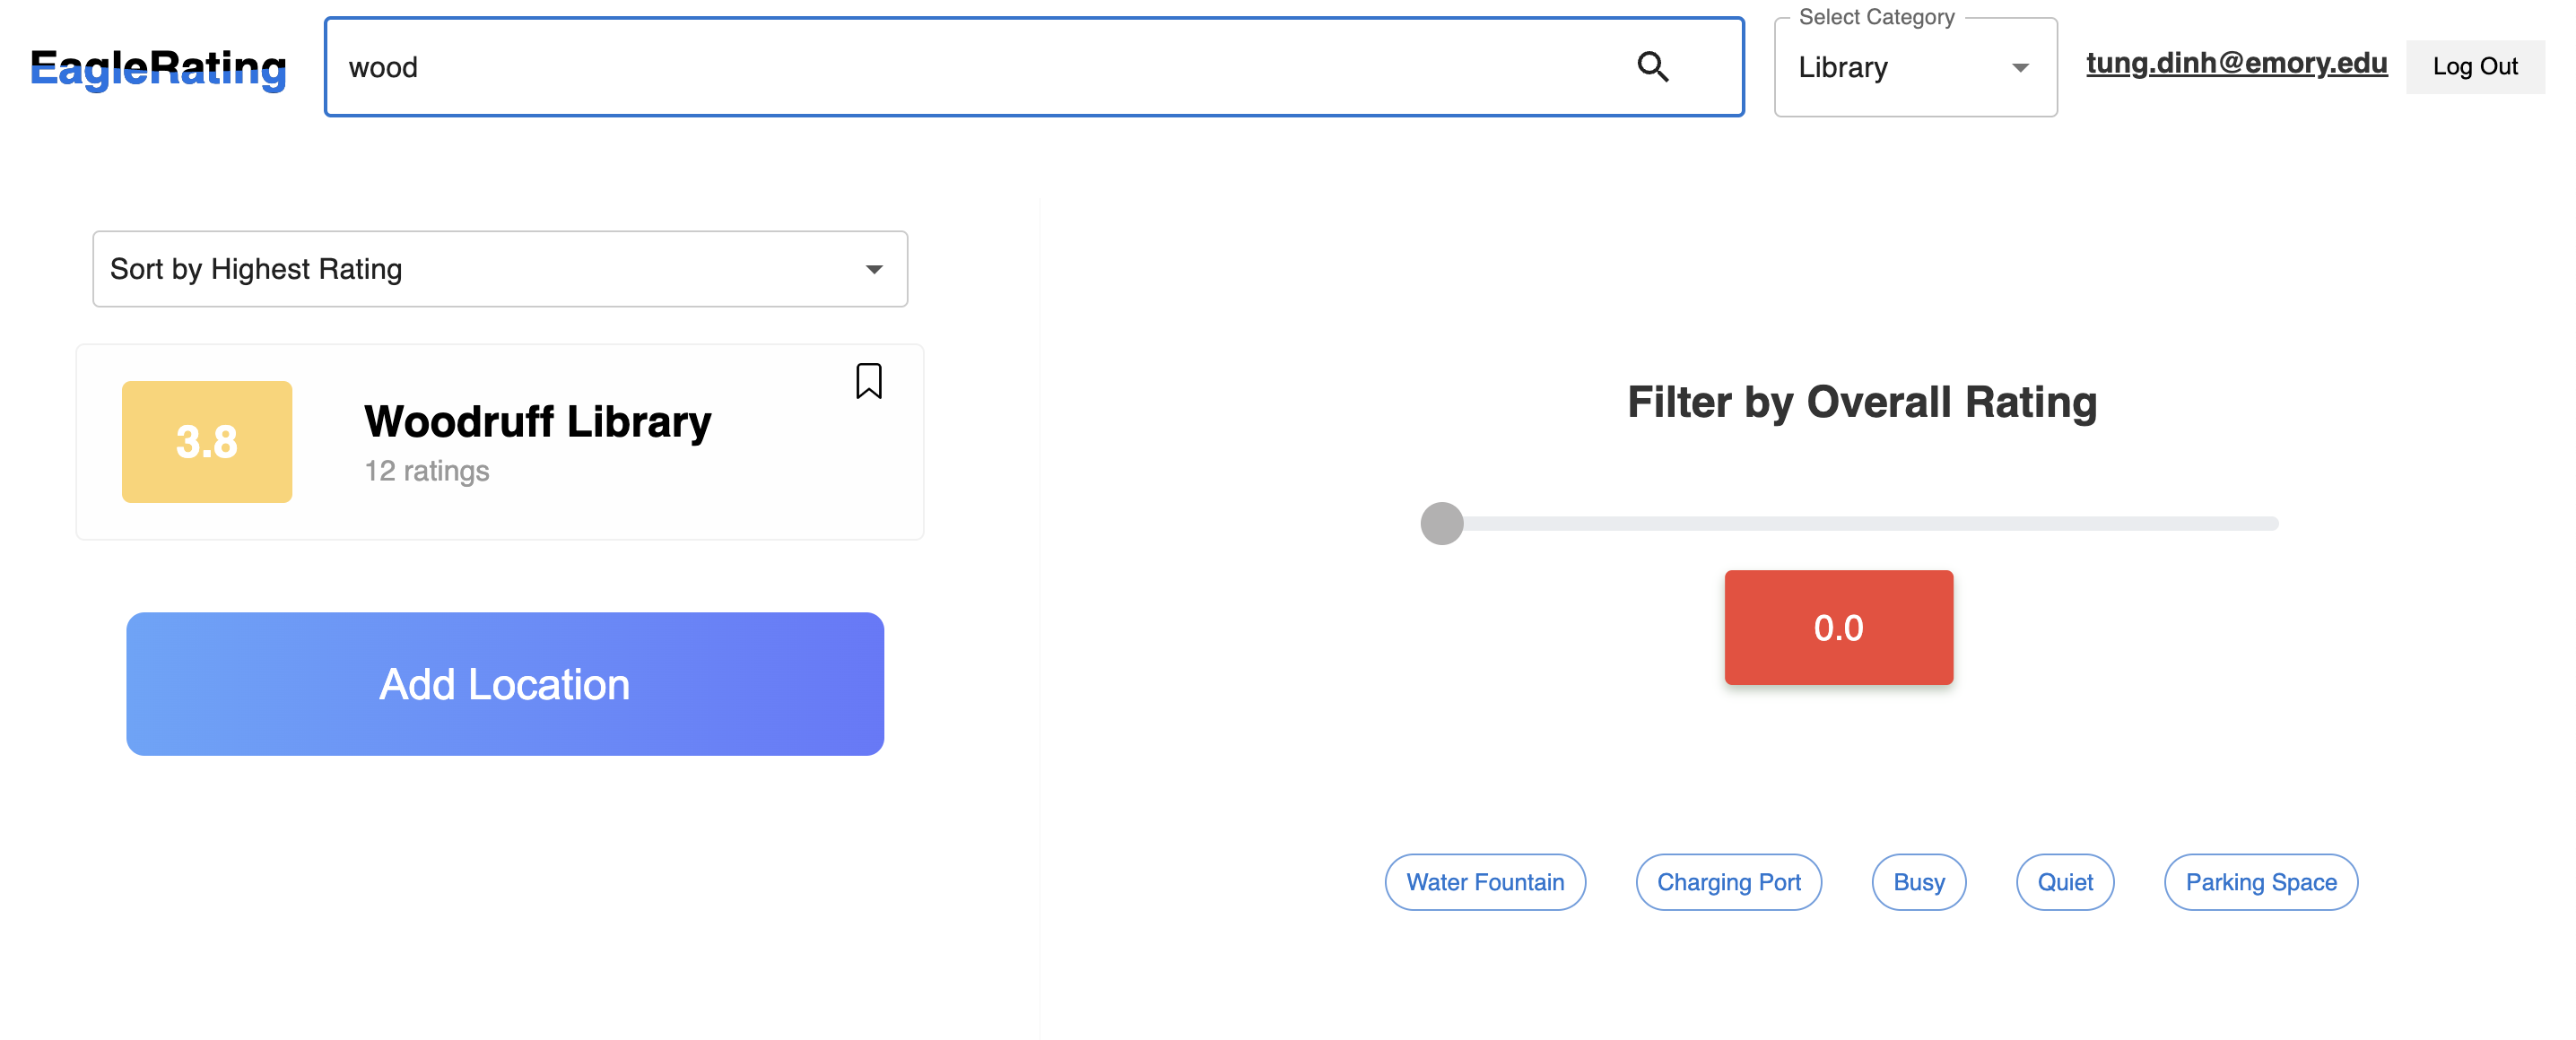 EagleRating
wood
Select Category
Library
tung.dinh@emory.edu
Log Out
Sort by Highest Rating
3.8
Woodruff Library
12 ratings
Add Location
Filter by Overall Rating
0.0
Water Fountain
Charging Port
Busy
Quiet
Parking Space